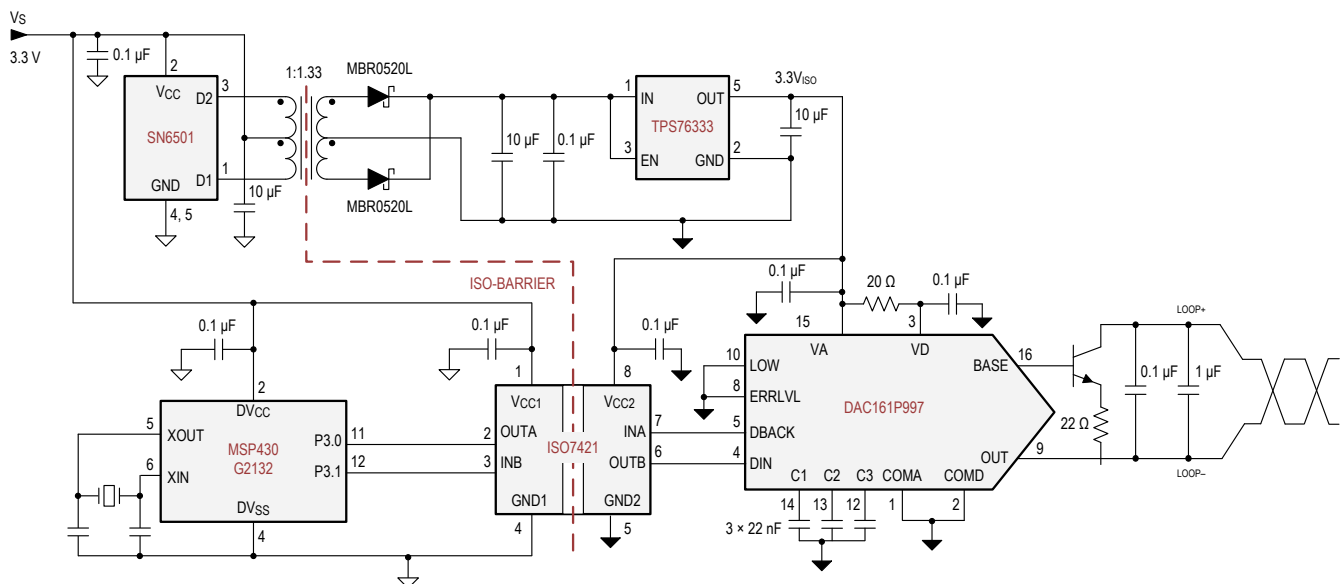 VS
3.3 V
0.1 µF
2
VCC
D2
3
SN6501
D1
1
GND
4, 5
10 µF
1:1.33
MBR0520L
MBR0520L
10 µF
0.1 µF
1
IN
OUT
5
TPS76333
3
EN
GND
2
3.3VISO
10 µF
ISO-BARRIER
0.1 µF
2
DVCC
5
XOUT
6
XIN
MSP430
G2132
P3.0
11
P3.1
12
DVSS
4
0.1 µF
1
VCC1
2
OUTA
3
INB
GND1
4
ISO7421
0.1 µF
8
VCC2
INA
7
OUTB
6
GND2
5
0.1 µF
20 Ω
0.1 µF
15
3
VA
VD
10
LOW
8
ERRLVL
5
DBACK
4
DIN
DAC161P997
BASE
16
OUT
9
C1
C2
C3
COMA
COMD
14
13
12
1
2
3 × 22 nF
22 Ω
0.1 µF
1 µF
LOOP+
LOOP–